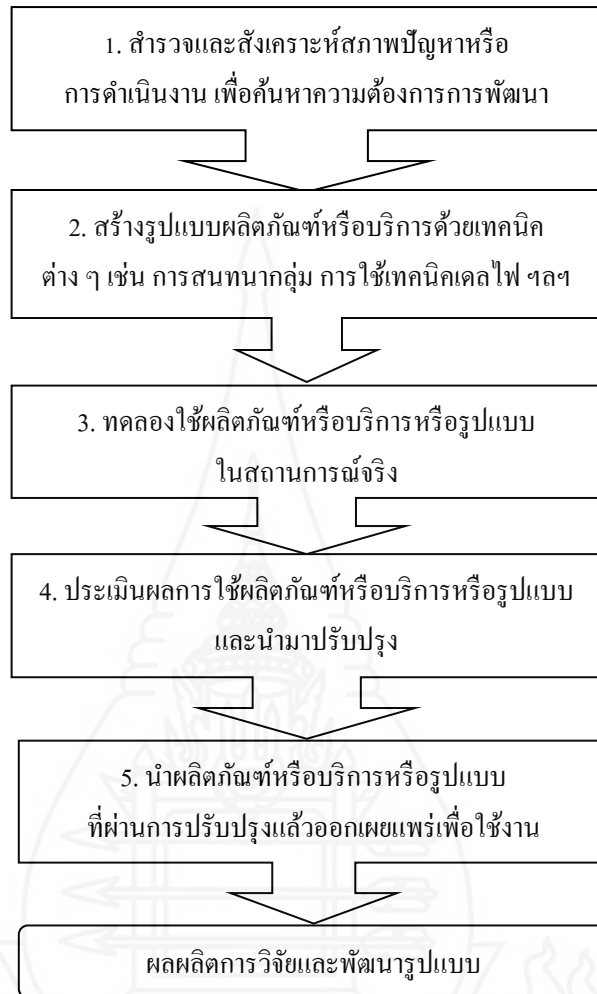 1. สำรวจและสังเคราะห์สภาพปัญหาหรือ
การดำเนินงาน เพื่อค้นหาความต้องการการพัฒนา
2. สร้างรูปแบบผลิตภัณฑ์หรือบริการด้วยเทคนิค
ต่าง ๆ เช่น การสนทนากลุ่ม การใช้เทคนิคเดลไฟ ฯลฯ
3. ทดลองใช้ผลิตภัณฑ์หรือบริการหรือรูปแบบ
ในสถานการณ์จริง
4. ประเมินผลการใช้ผลิตภัณฑ์หรือบริการหรือรูปแบบ
และนำมาปรับปรุง
5. นำผลิตภัณฑ์หรือบริการหรือรูปแบบ
ที่ผ่านการปรับปรุงแล้วออกเผยแพร่เพื่อใช้งาน
ผลผลิตการวิจัยและพัฒนารูปแบบ